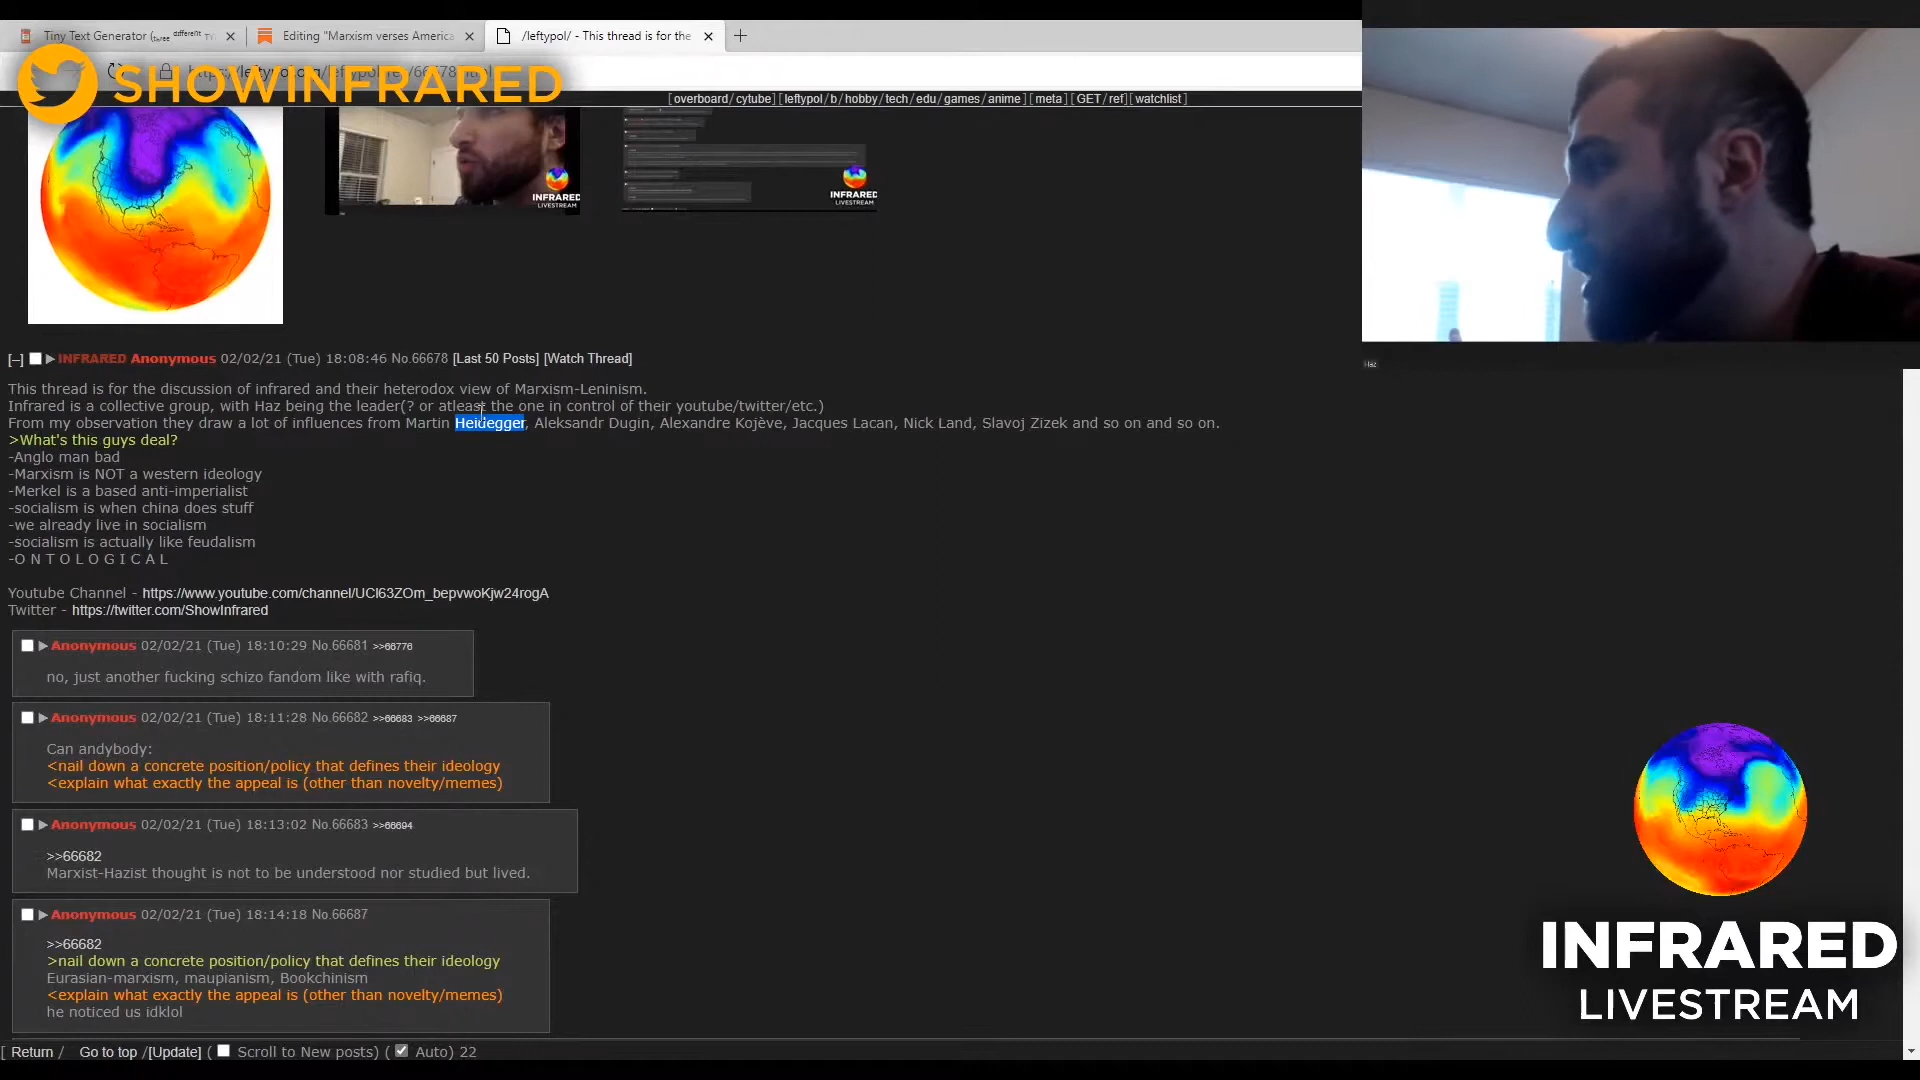 Tiny Text Generator (three different
Editing "Marxism verses America
/leftypol/ - This thread is for the
SHOWINFRARED
[ overboard / cytube ] [ leftypol / b / hobby / tech / edu / games / anime ] [ meta ] [ GET / ref ] [ watchlist ]
INFRARED
LIVESTREAM
INFRARED
LIVESTREAM
Haz
[–] ▶ INFRARED Anonymous 02/02/21 (Tue) 18:08:46 No.66678 [Last 50 Posts] [Watch Thread]
This thread is for the discussion of infrared and their heterodox view of Marxism-Leninism.
Infrared is a collective group, with Haz being the leader(? or atleast the one in control of their youtube/twitter/etc.)
From my observation they draw a lot of influences from Martin Heidegger, Aleksandr Dugin, Alexandre Kojève, Jacques Lacan, Nick Land, Slavoj Zizek and so on and so on.
>What's this guys deal?
-Anglo man bad
-Marxism is NOT a western ideology
-Merkel is a based anti-imperialist
-socialism is when china does stuff
-we already live in socialism
-socialism is actually like feudalism
-O N T O L O G I C A L
Youtube Channel - https://www.youtube.com/channel/UCl63ZOm_bepvwoKjw24rogA
Twitter - https://twitter.com/ShowInfrared
▶ Anonymous 02/02/21 (Tue) 18:10:29 No.66681 >>66776
no, just another fucking schizo fandom like with rafiq.
▶ Anonymous 02/02/21 (Tue) 18:11:28 No.66682 >>66683 >>66687
Can andybody:
<nail down a concrete position/policy that defines their ideology
<explain what exactly the appeal is (other than novelty/memes)
▶ Anonymous 02/02/21 (Tue) 18:13:02 No.66683 >>66694
>>66682
Marxist-Hazist thought is not to be understood nor studied but lived.
▶ Anonymous 02/02/21 (Tue) 18:14:18 No.66687
>>66682
>nail down a concrete position/policy that defines their ideology
Eurasian-marxism, maupianism, Bookchinism
<explain what exactly the appeal is (other than novelty/memes)
he noticed us idklol
INFRARED
LIVESTREAM
[ Return / Go to top /[Update] ( Scroll to New posts) ( Auto) 22